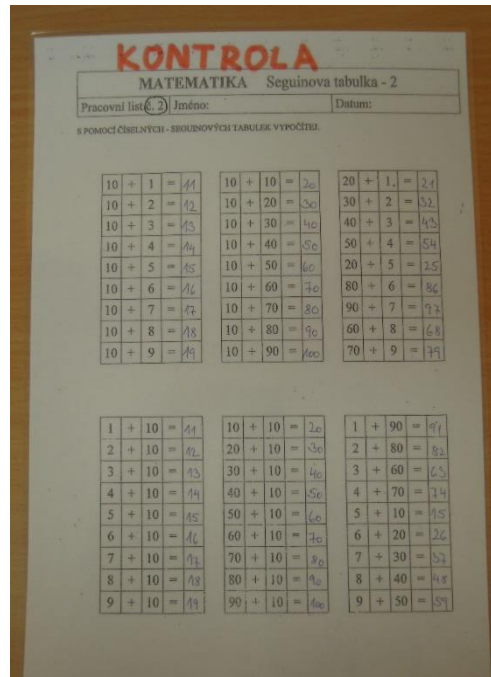 KONTROLA
MATEMATIKA Seguinova tabulka - 2
Pracovní list č. 2) Jméno: Datum:
S POMOCÍ ČÍSELNÝCH - SEGUINOVÝCH TABULEK VYPOČÍTEJ.
10 + 1 = 11 10 + 10 = 20 20 + 1. = 21
10 + 2 = 12 10 + 20 = 30 30 + 2 = 32
10 + 3 = 13 10 + 30 = 40 40 + 3 = 43
10 + 4 = 14 10 + 40 = 50 50 + 4 = 54
10 + 5 = 15 10 + 50 = 60 20 + 5 = 25
10 + 6 = 16 10 + 60 = 70 80 + 6 = 86
10 + 7 = 17 10 + 70 = 80 90 + 7 = 97
10 + 8 = 18 10 + 80 = 90 60 + 8 = 68
10 + 9 = 19 10 + 90 = 100 70 + 9 = 79
1 + 10 = 11 10 + 10 = 20 1 + 90 = 91
2 + 10 = 12 20 + 10 = 30 2 + 80 = 82
3 + 10 = 13 30 + 10 = 40 3 + 60 = 63
4 + 10 = 14 40 + 10 = 50 4 + 70 = 74
5 + 10 = 15 50 + 10 = 60 5 + 10 = 15
6 + 10 = 16 60 + 10 = 70 6 + 20 = 26
7 + 10 = 17 70 + 10 = 80 7 + 30 = 37
8 + 10 = 18 80 + 10 = 90 8 + 40 = 48
9 + 10 = 19 90 + 10 = 100 9 + 50 = 59